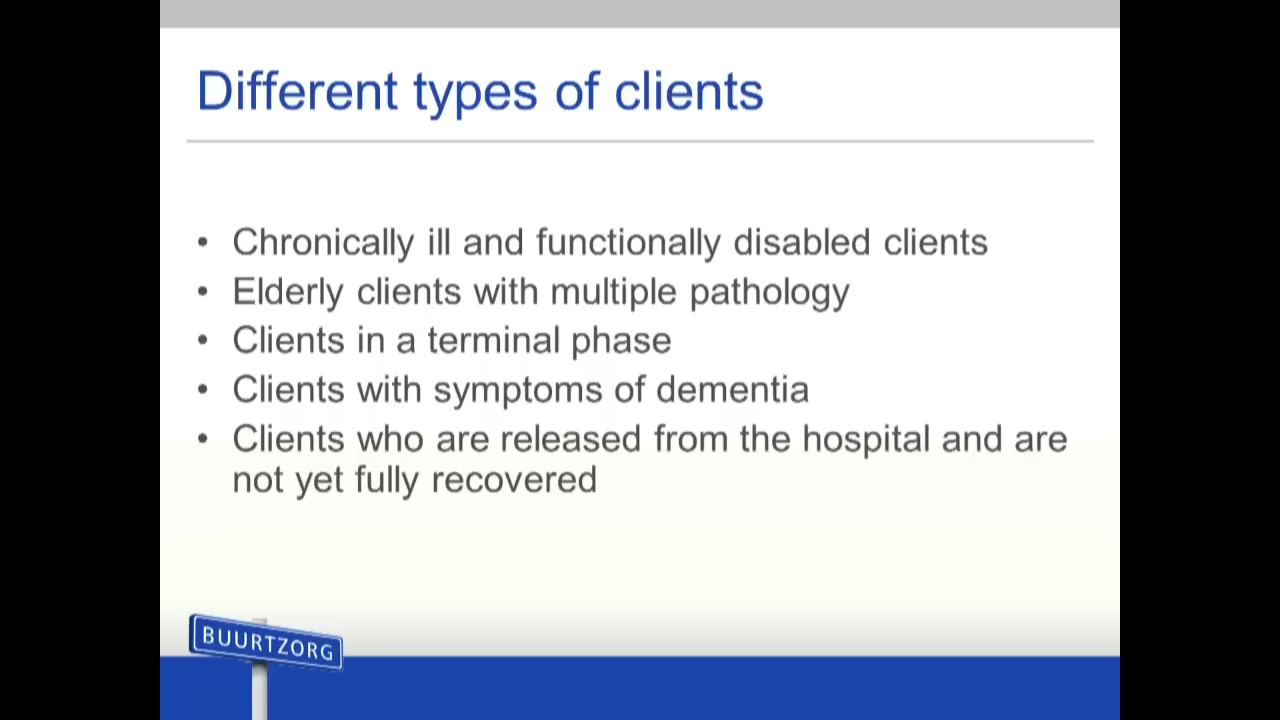 Different types of clients
• Chronically ill and functionally disabled clients
• Elderly clients with multiple pathology
• Clients in a terminal phase
• Clients with symptoms of dementia
• Clients who are released from the hospital and are
not yet fully recovered
BUURTZORG